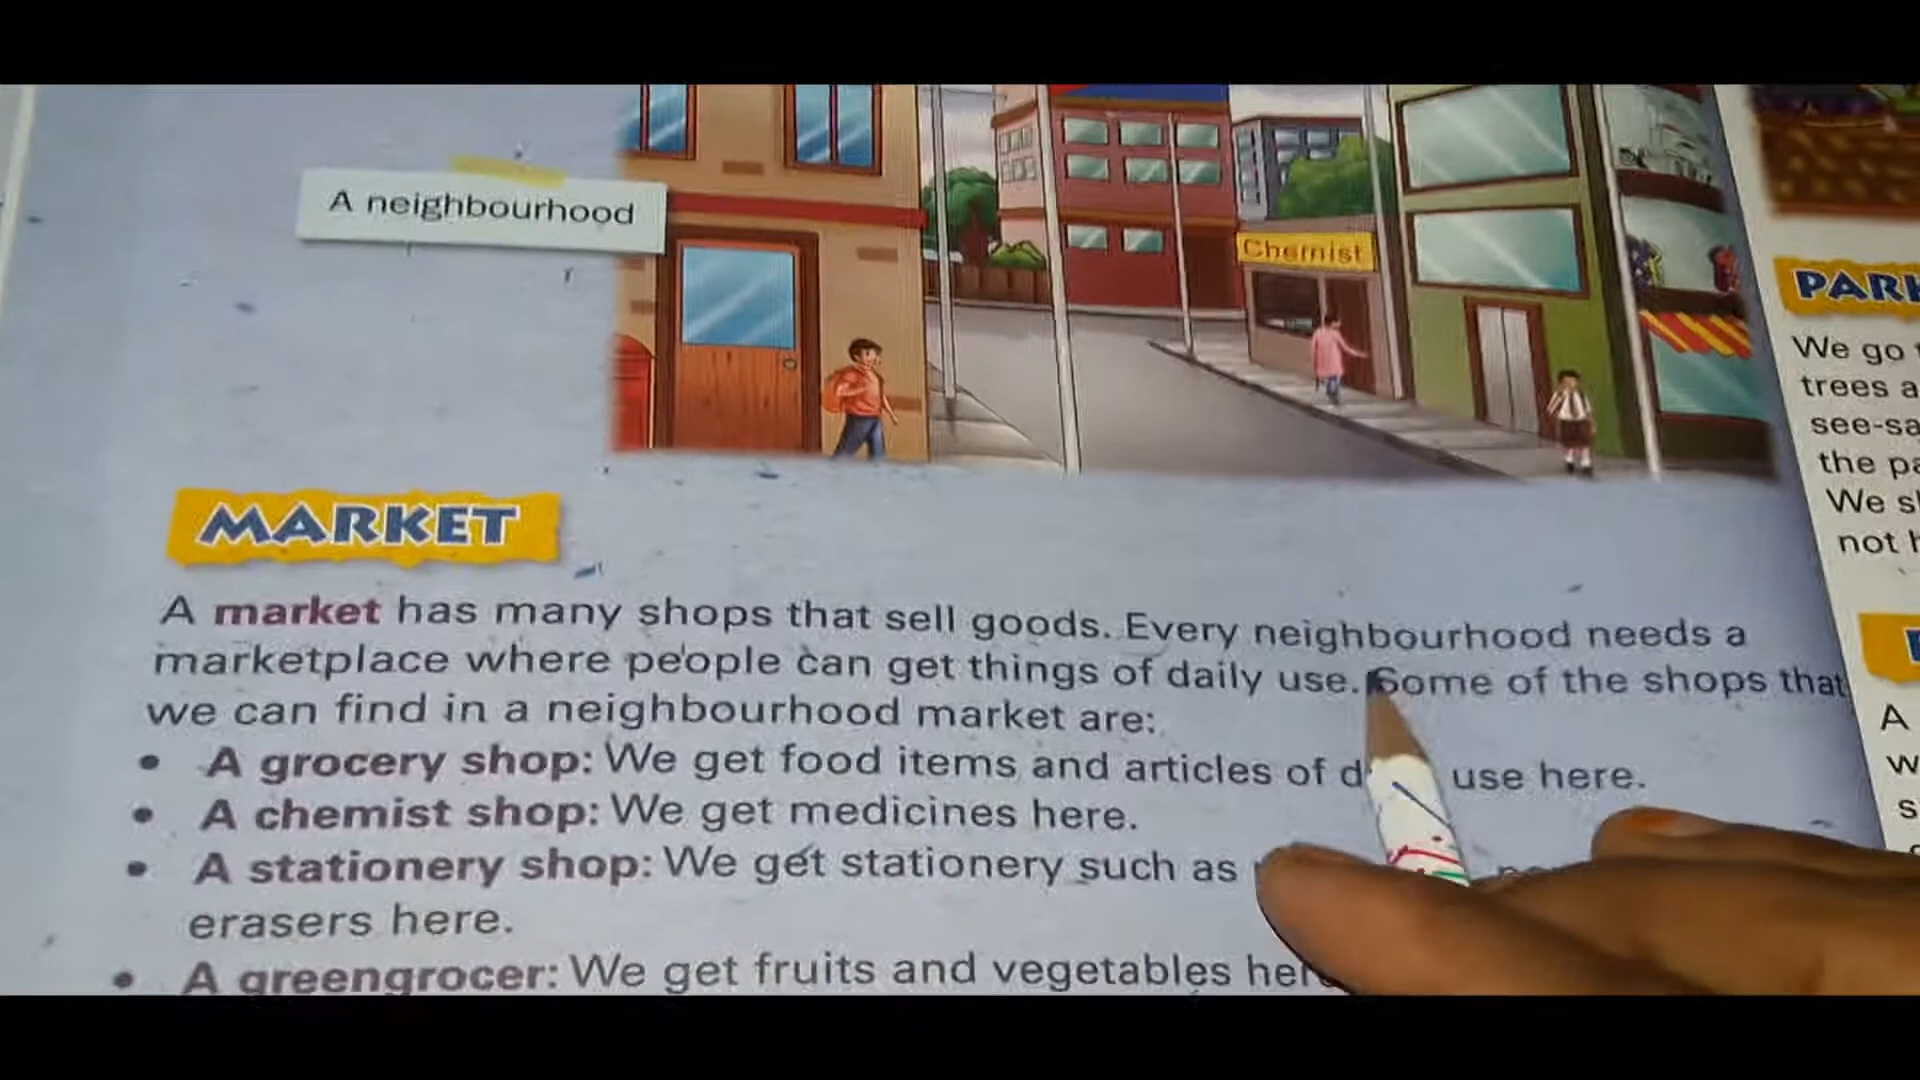 A neighbourhood
Chemist
MARKET
A market has many shops that sell goods. Every neighbourhood needs a
marketplace where people can get things of daily use. Some of the shops that
we can find in a neighbourhood market are:
• A grocery shop: We get food items and articles of d use here.
• A chemist shop: We get medicines here.
• A stationery shop: We get stationery such as
erasers here.
• A greengrocer: We get fruits and vegetables her
PARK
We go
trees a
see-sa
the pa
We s
not h
A
w
s